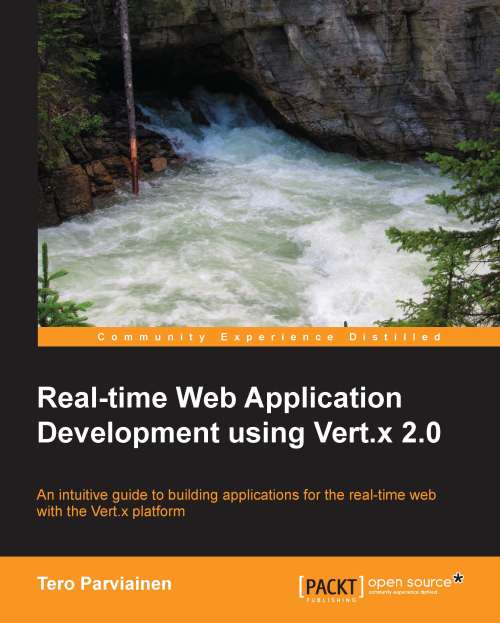 Community Experience Distilled
Real-time Web Application
Development using Vert.x 2.0
An intuitive guide to building applications for the real-time web
with the Vert.x platform
Tero Parviainen
[PACKT]
PUBLISHING
open source*
community experience distilled